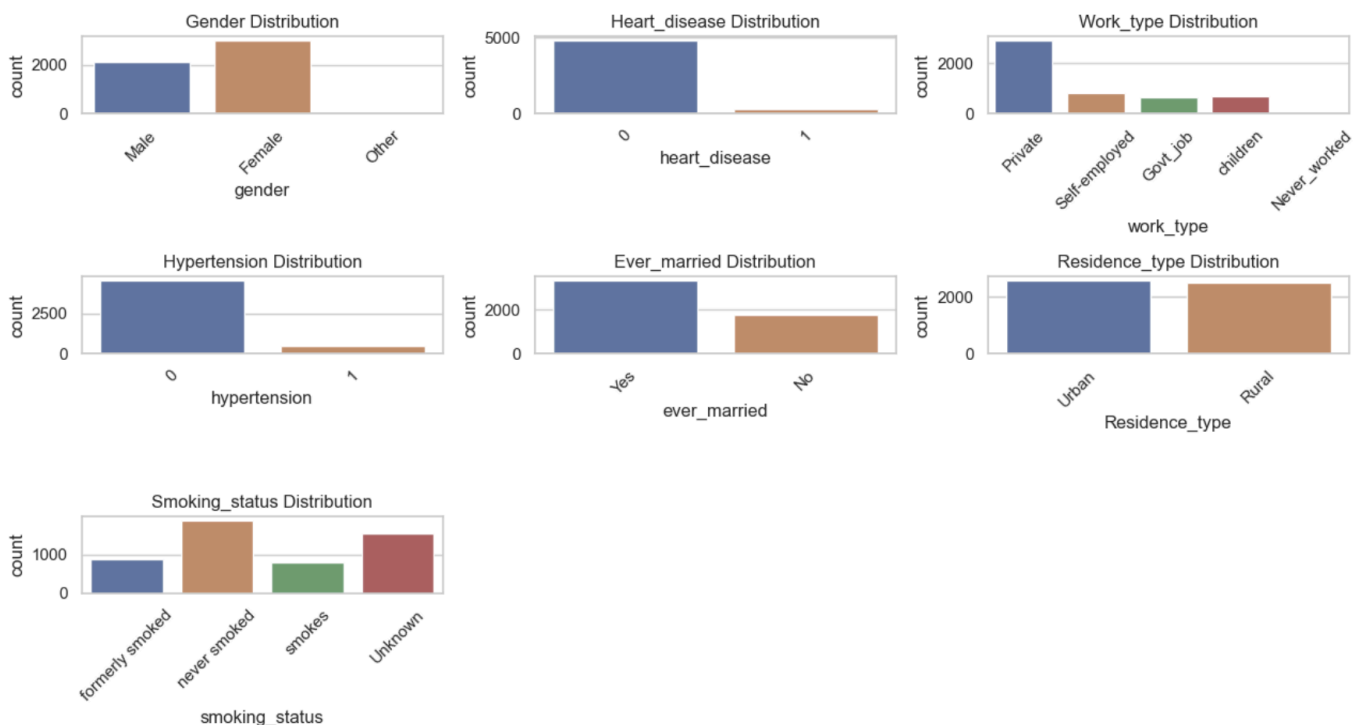 Gender Distribution
count
2000
0
Male
Female
Other
gender
Heart_disease Distribution
count
5000
0
0
1
heart_disease
Work_type Distribution
count
2000
0
Private
Self-employed
Govt_job
children
Never_worked
work_type
Hypertension Distribution
count
2500
0
0
1
hypertension
Ever_married Distribution
count
2000
0
Yes
No
ever_married
Residence_type Distribution
count
2000
0
Urban
Rural
Residence_type
Smoking_status Distribution
count
1000
0
formerly smoked
never smoked
smokes
Unknown
smoking_status